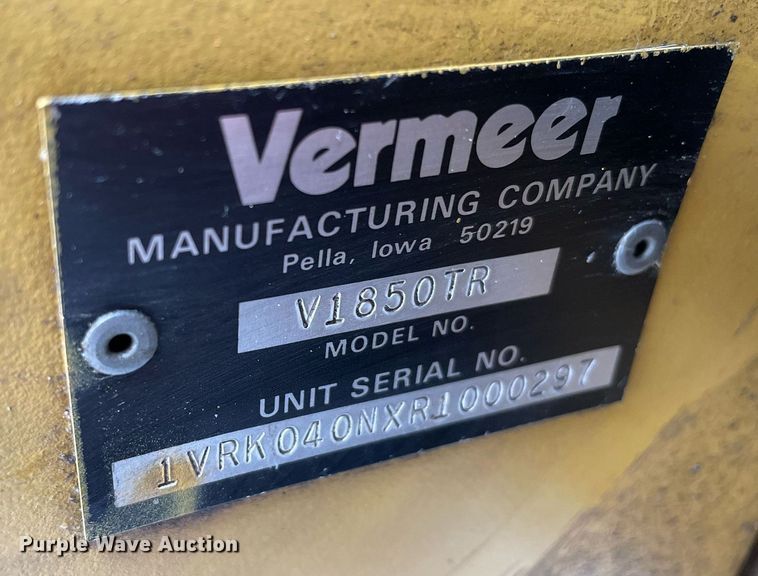 Vermeer
MANUFACTURING COMPANY
Pella, Iowa 50219
V1850TR
MODEL NO.
UNIT SERIAL NO.
1VRK040NXR1000297
Purple Wave Auction